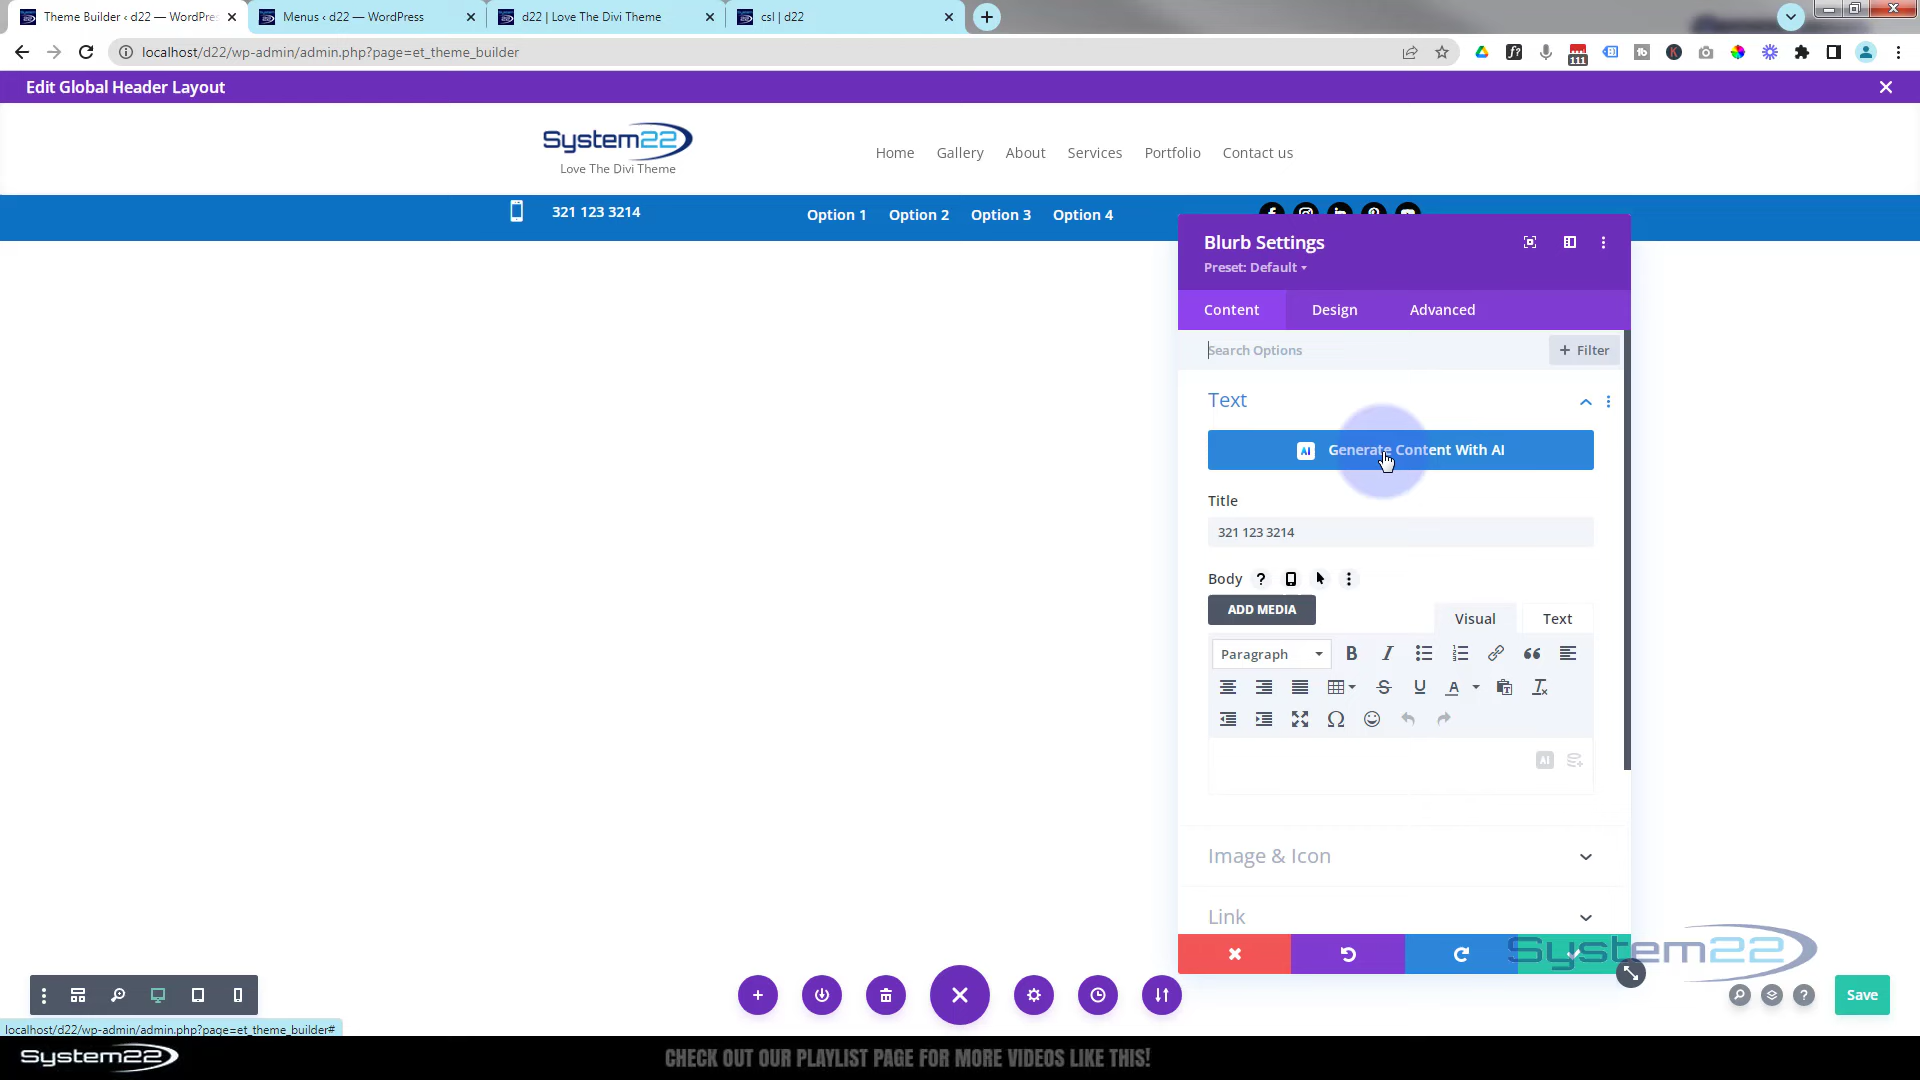 Theme Builder ‹ d22 — WordPres
Menus ‹ d22 — WordPress
d22 | Love The Divi Theme
csl | d22
localhost/d22/wp-admin/admin.php?page=et_theme_builder
111
Edit Global Header Layout
System22
Love The Divi Theme
Home
Gallery
About
Services
Portfolio
Contact us
321 123 3214
Option 1
Option 2
Option 3
Option 4
Blurb Settings
Preset: Default
Content
Design
Advanced
Search Options
+ Filter
Text
AI Generate Content With AI
Title
321 123 3214
Body
ADD MEDIA
Visual
Text
Paragraph
AI
Image & Icon
Link
System22
Save
localhost/d22/wp-admin/admin.php?page=et_theme_builder#
System22
CHECK OUT OUR PLAYLIST PAGE FOR MORE VIDEOS LIKE THIS!